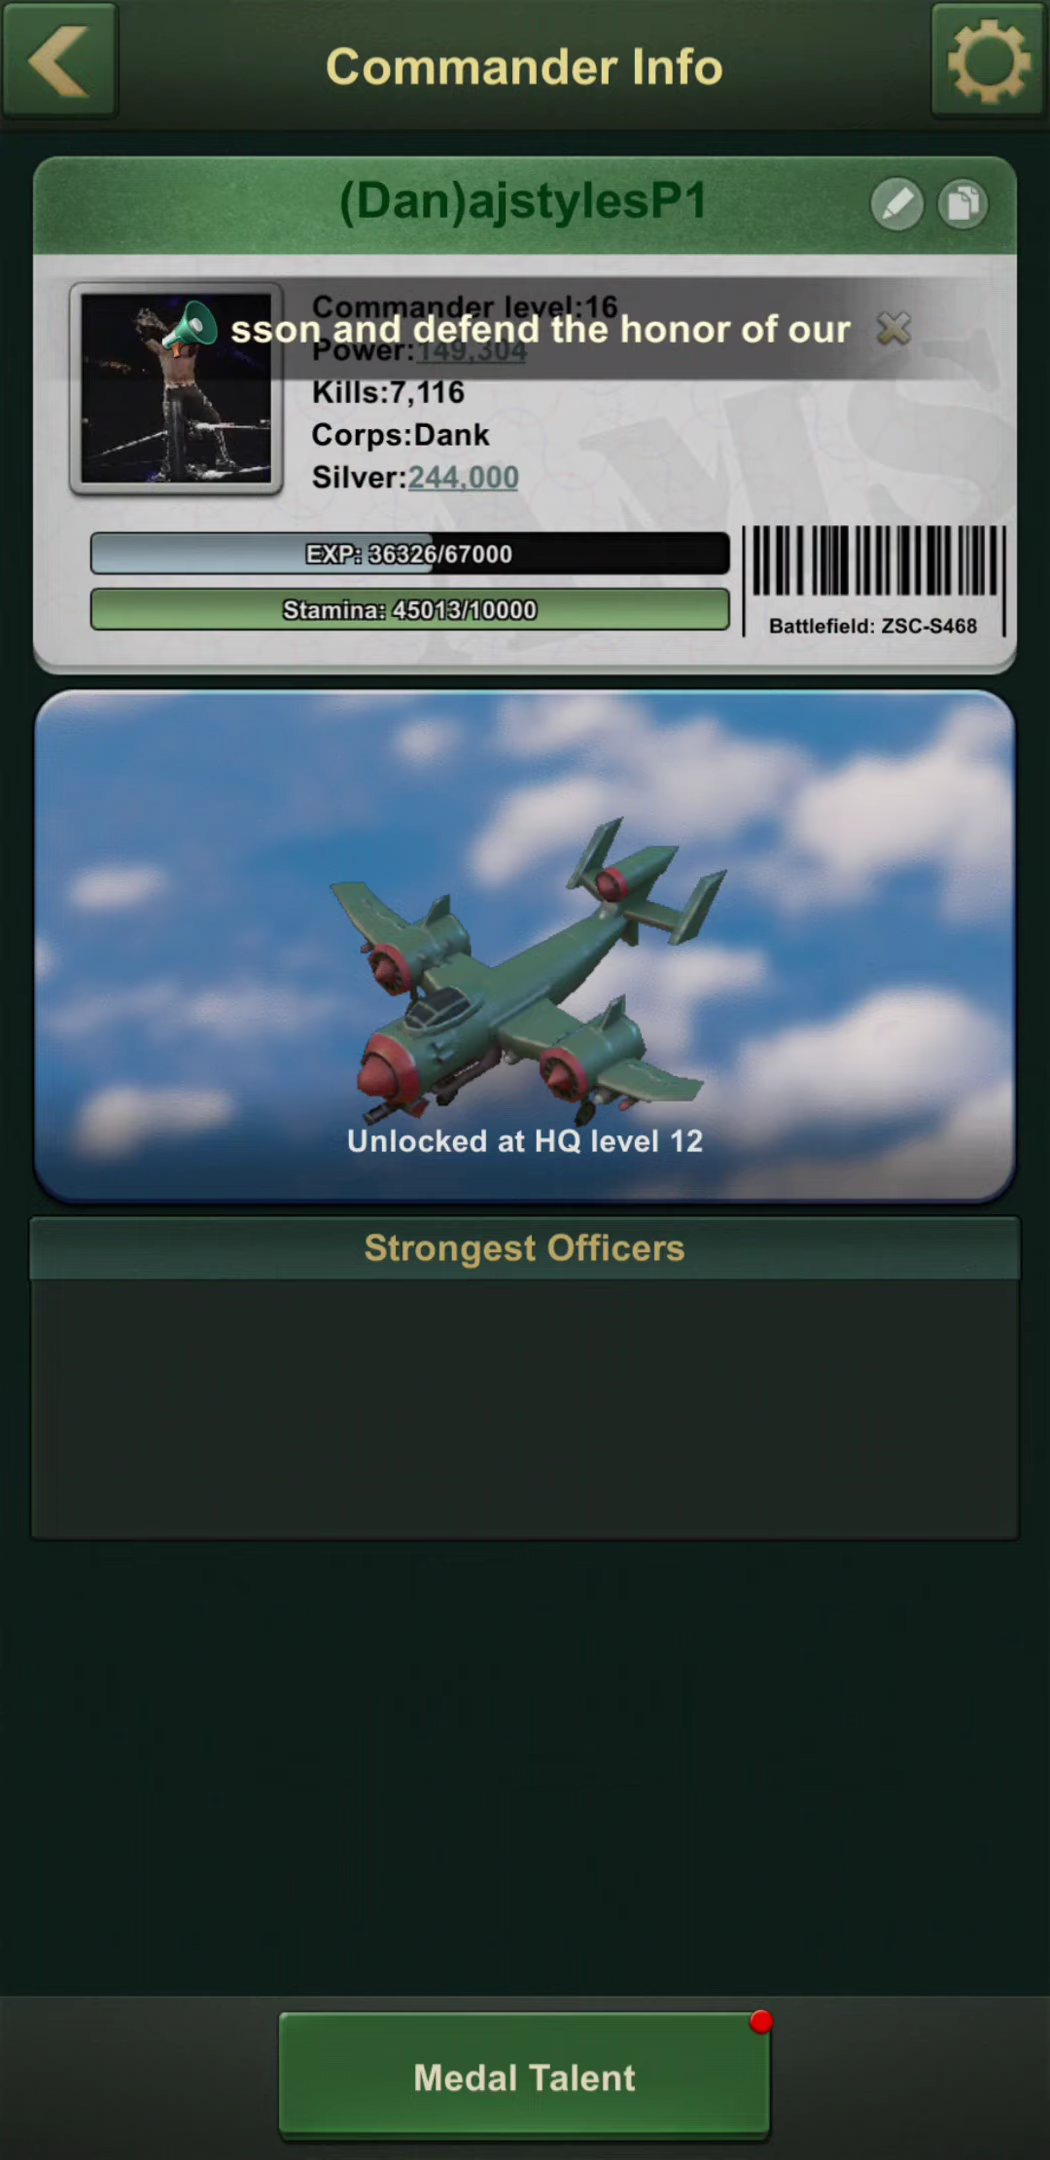 Commander Info
(Dan)ajstylesP1
Commander level:16
sson and defend the honor of our
Power:149,304
Kills:7,116
Corps:Dank
Silver:244,000
EXP: 36326/67000
Stamina: 45013/10000
Battlefield: ZSC-S468
Unlocked at HQ level 12
Strongest Officers
Medal Talent